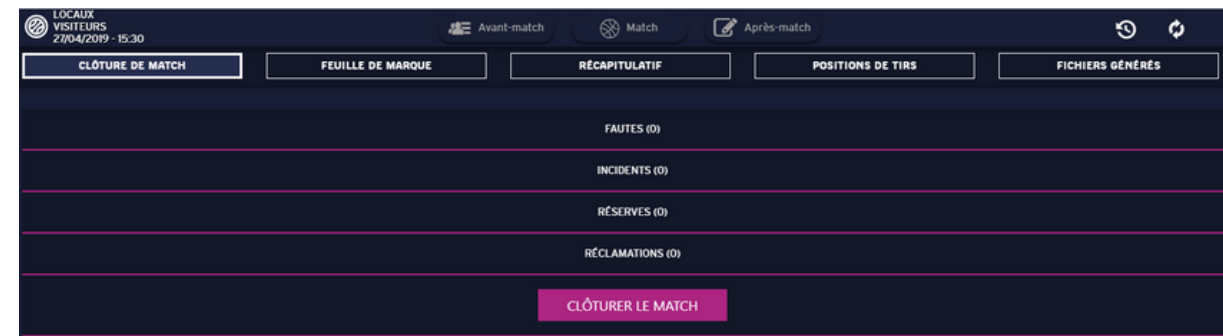 LOCAUX
VISITEURS
27/04/2019 - 15:30
Avant-match
Match
Après-match
CLÔTURE DE MATCH
FEUILLE DE MARQUE
RÉCAPITULATIF
POSITIONS DE TIRS
FICHIERS GÉNÉRÉS
FAUTES (0)
INCIDENTS (0)
RÉSERVES (0)
RÉCLAMATIONS (0)
CLÔTURER LE MATCH